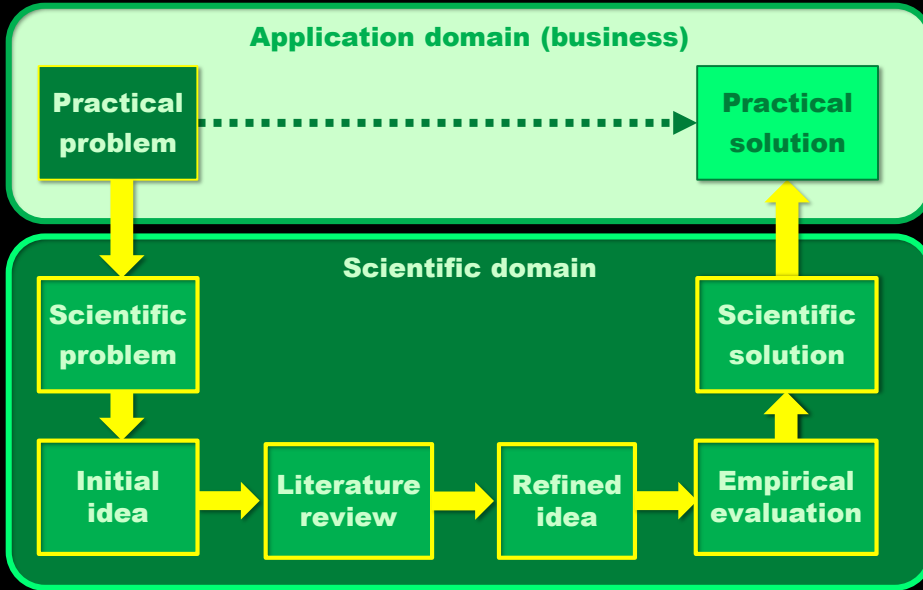 Application domain (business)
Practical
problem
Practical
solution
Scientific domain
Scientific
problem
Scientific
solution
Initial
idea
Literature
review
Refined
idea
Empirical
evaluation